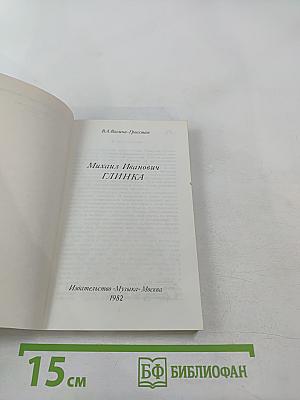 В.А.Васина-Гроссман
Михаил Иванович
ГЛИНКА
Издательство «Музыка» Москва
1982
15 см
БФ БИБЛИОФАН